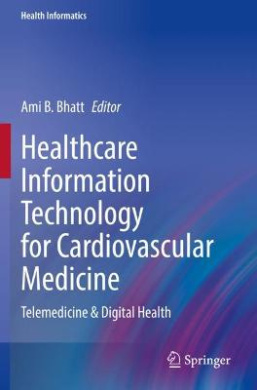 Health Informatics
Ami B. Bhatt Editor
Healthcare
Information
Technology
for Cardiovascular
Medicine
Telemedicine & Digital Health
Springer